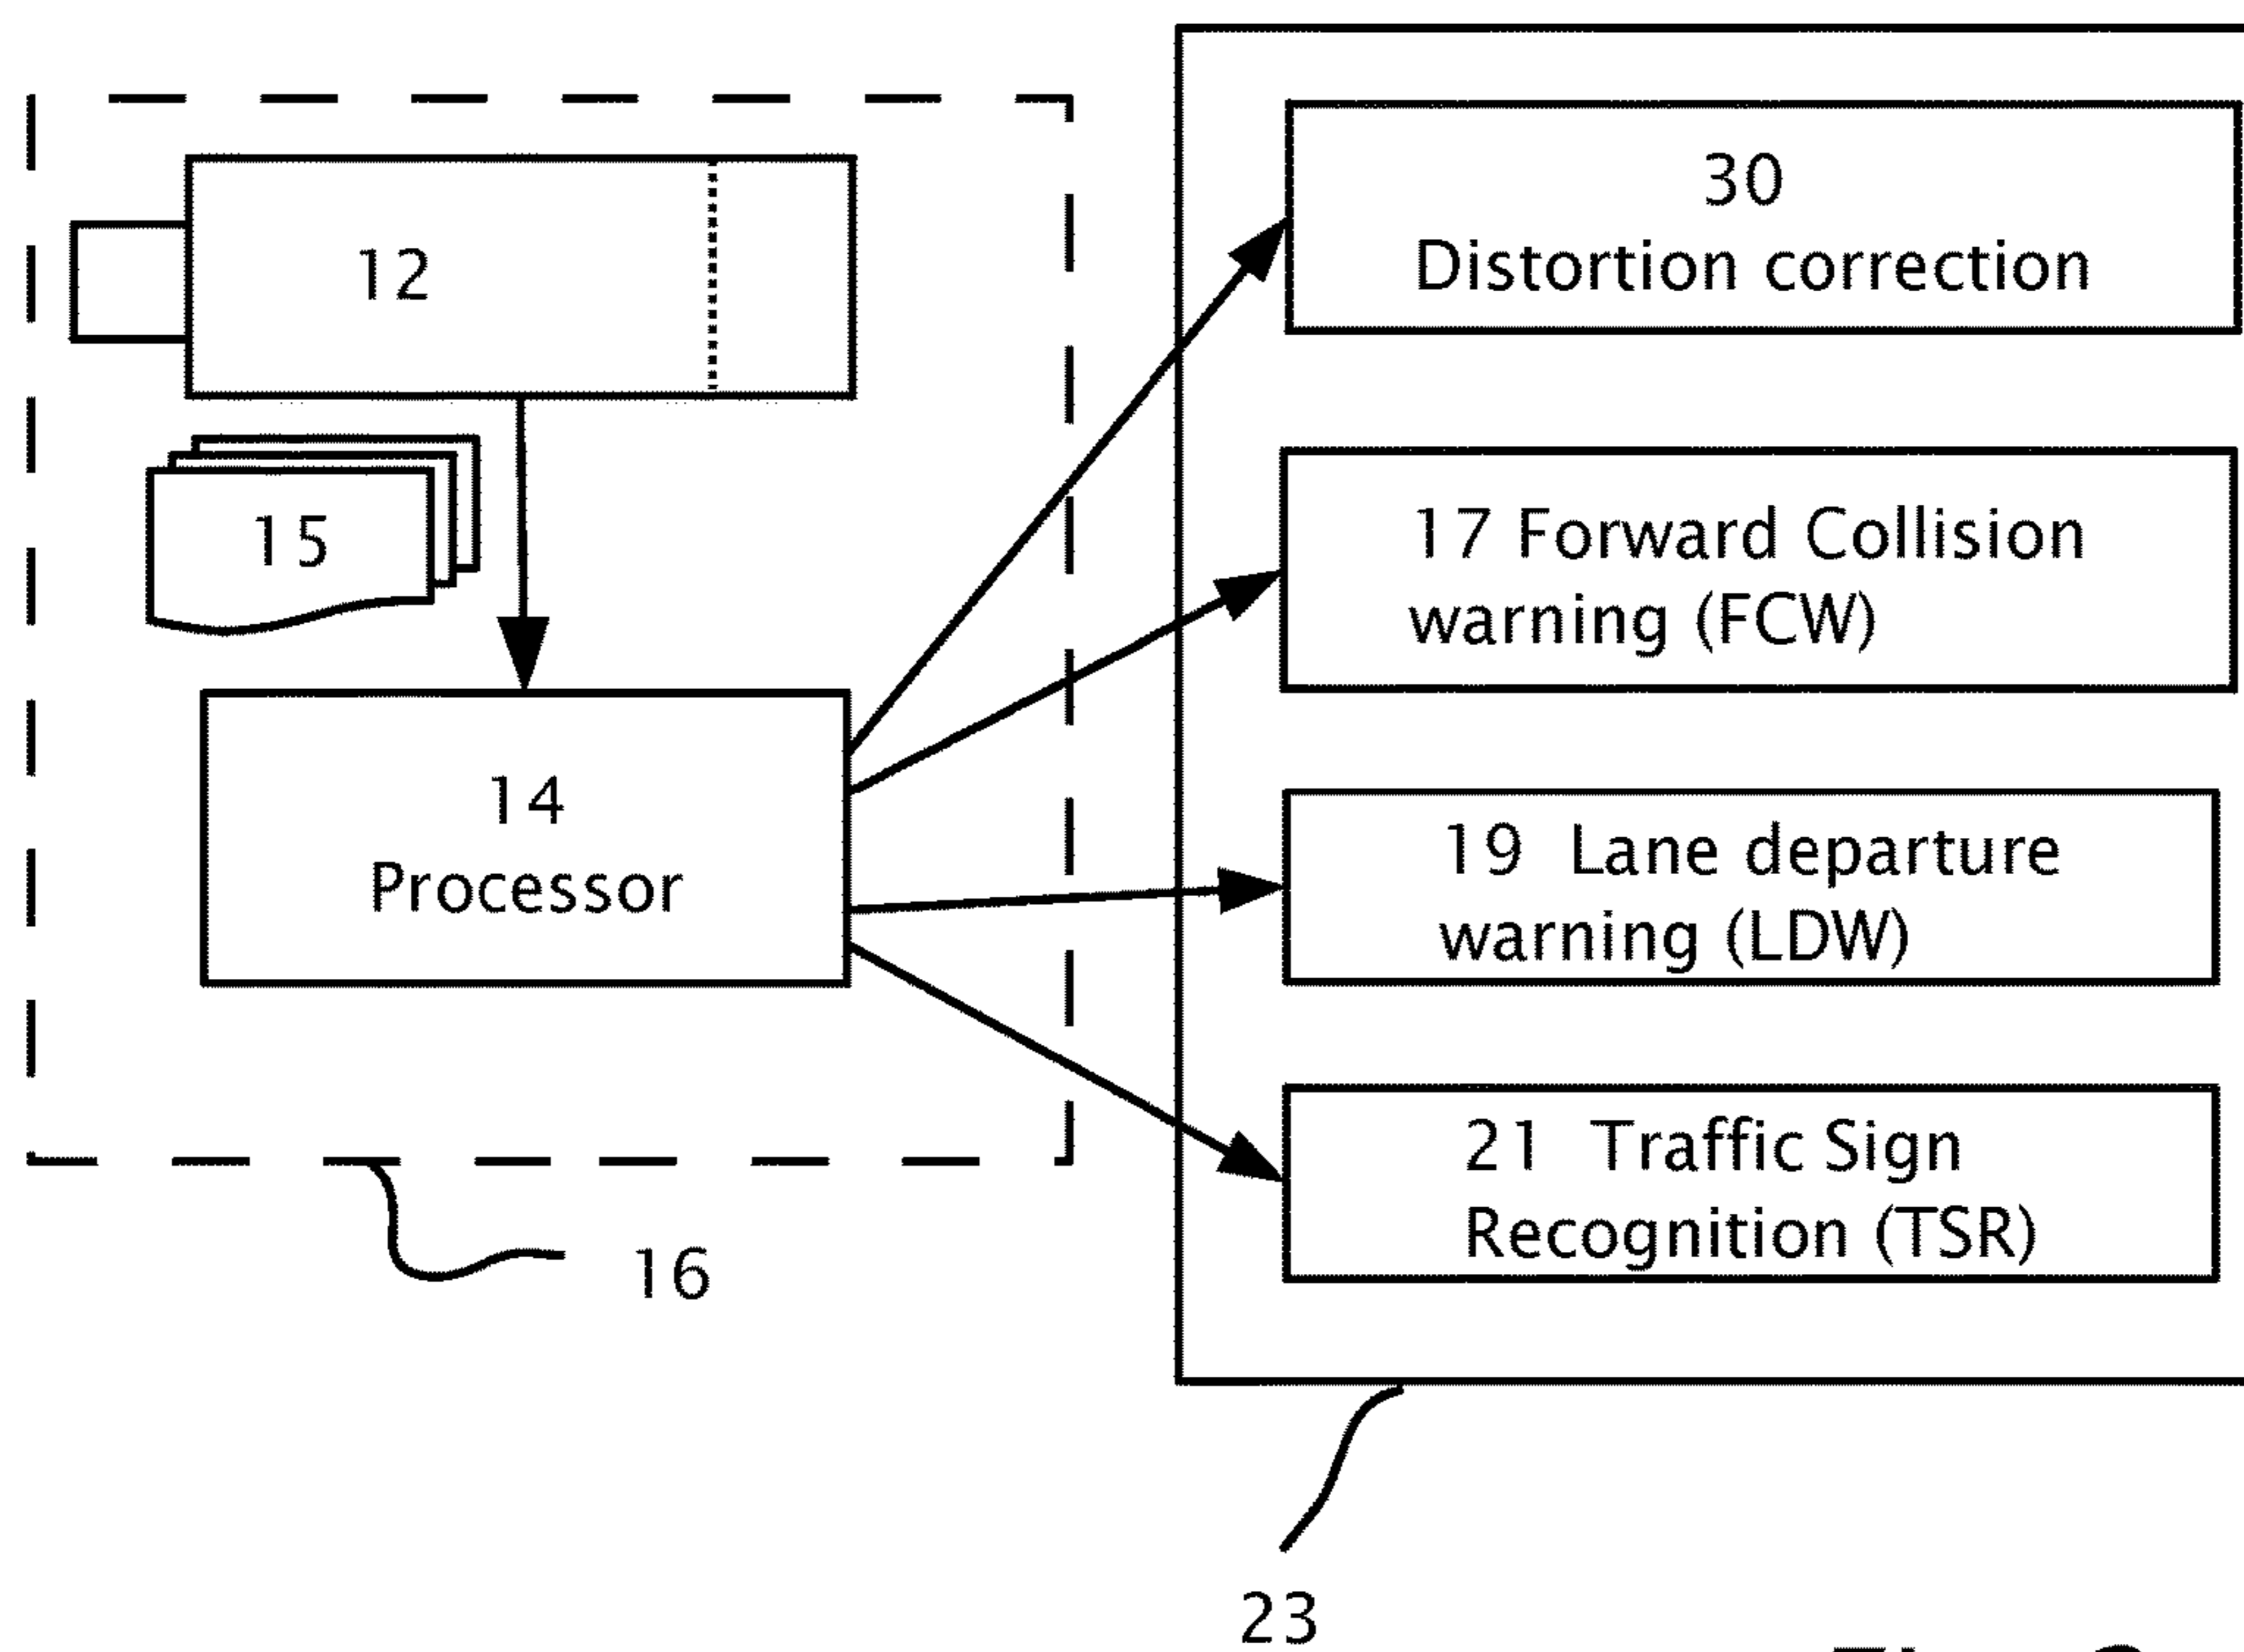 12
15
14
Processor
16
30
Distortion correction
17 Forward Collision
warning (FCW)
19 Lane departure
warning (LDW)
21 Traffic Sign
Recognition (TSR)
23